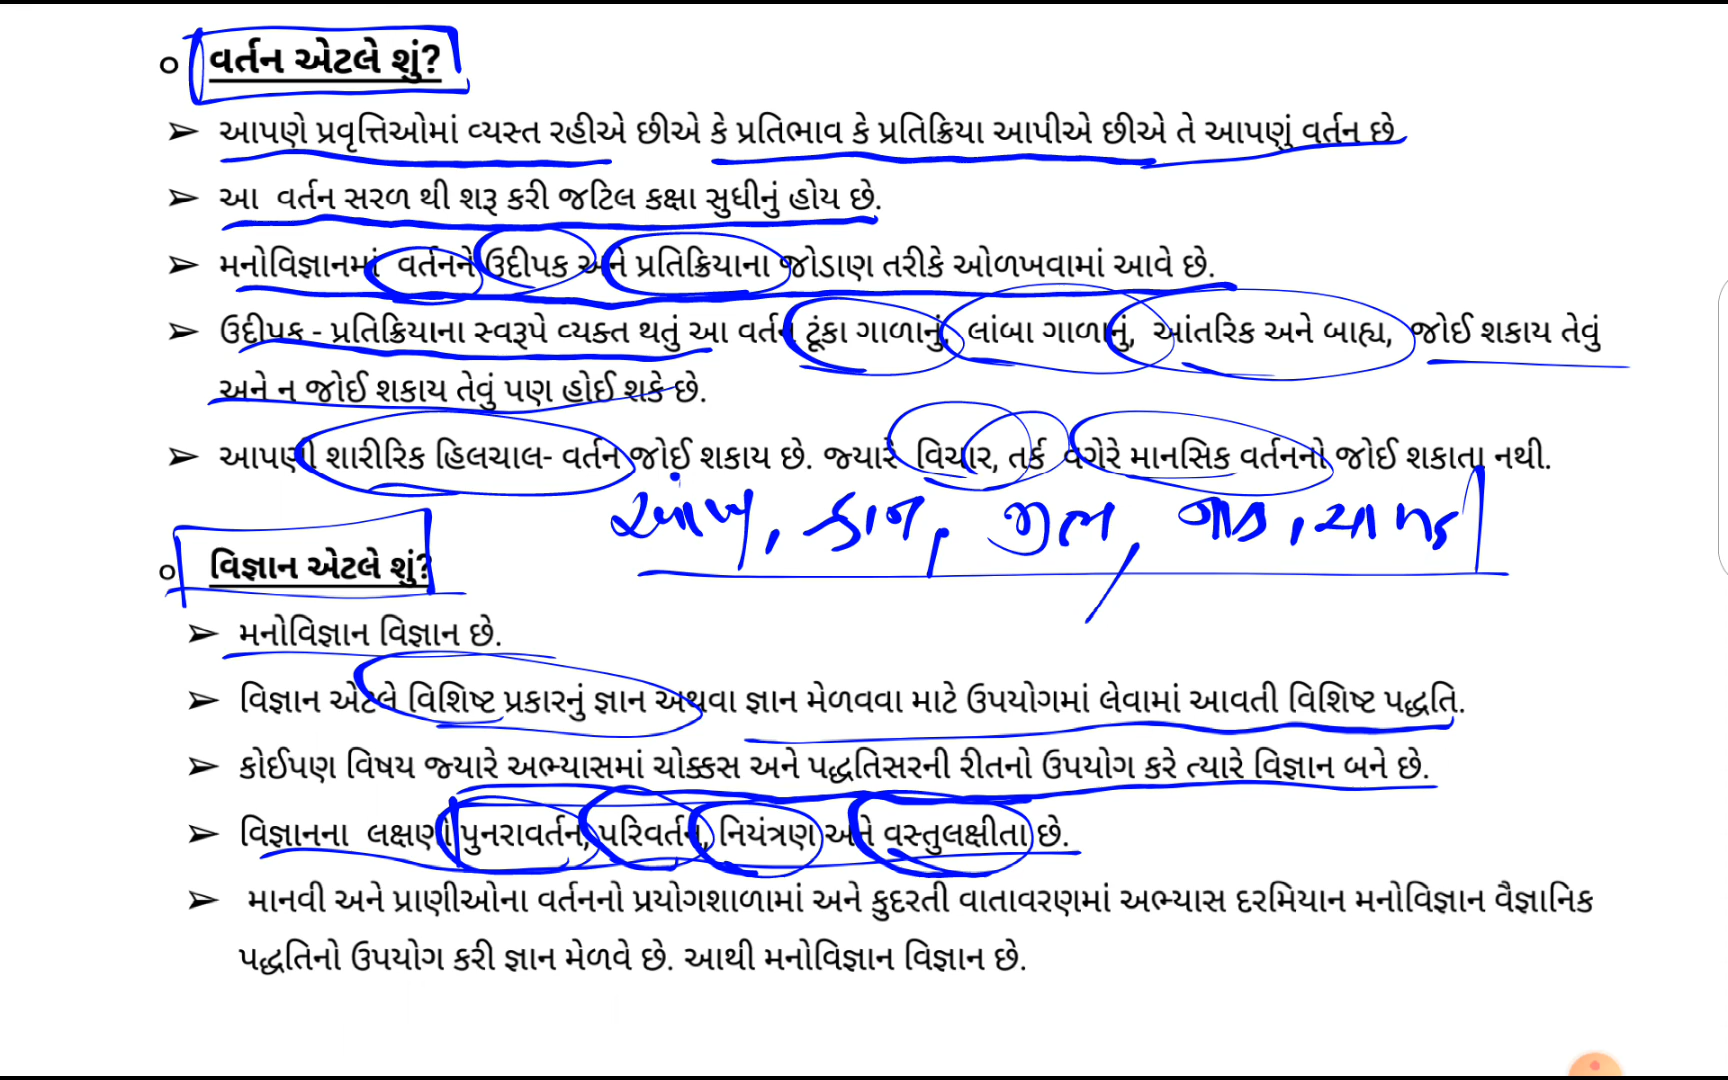 o વર્તન એટલે શું?
➢ આપણે પ્રવૃત્તિઓમાં વ્યસ્ત રહીએ છીએ કે પ્રતિભાવ કે પ્રતિક્રિયા આપીએ છીએ તે આપણું વર્તન છે
➢ આ વર્તન સરળ થી શરૂ કરી જટિલ કક્ષા સુધીનું હોય છે.
➢ મનોવિજ્ઞાનમાં વર્તનને ઉદ્દીપક અને પ્રતિક્રિયાના જોડાણ તરીકે ઓળખવામાં આવે છે.
➢ ઉદ્દીપક - પ્રતિક્રિયાના સ્વરૂપે વ્યક્ત થતું આ વર્તન ટૂંકા ગાળાનું, લાંબા ગાળાનું, આંતરિક અને બાહ્ય, જોઈ શકાય તેવું
અને ન જોઈ શકાય તેવું પણ હોઈ શકે છે.
➢ આપણી શારીરિક હિલચાલ- વર્તન જોઈ શકાય છે. જ્યારે વિચાર, તર્ક વગેરે માનસિક વર્તનનો જોઈ શકાતા નથી.
આંખ, કાન, જીભ, નાક, ચામડી
o વિજ્ઞાન એટલે શું?
➢ મનોવિજ્ઞાન વિજ્ઞાન છે.
➢ વિજ્ઞાન એટલે વિશિષ્ટ પ્રકારનું જ્ઞાન અથવા જ્ઞાન મેળવવા માટે ઉપયોગમાં લેવામાં આવતી વિશિષ્ટ પદ્ધતિ.
➢ કોઈપણ વિષય જ્યારે અભ્યાસમાં ચોક્કસ અને પદ્ધતિસરની રીતનો ઉપયોગ કરે ત્યારે વિજ્ઞાન બને છે.
➢ વિજ્ઞાનના લક્ષણો પુનરાવર્તન, પરિવર્તન, નિયંત્રણ અને વસ્તુલક્ષીતા છે.
➢ માનવી અને પ્રાણીઓના વર્તનનો પ્રયોગશાળામાં અને કુદરતી વાતાવરણમાં અભ્યાસ દરમિયાન મનોવિજ્ઞાન વૈજ્ઞાનિક
પદ્ધતિનો ઉપયોગ કરી જ્ઞાન મેળવે છે. આથી મનોવિજ્ઞાન વિજ્ઞાન છે.